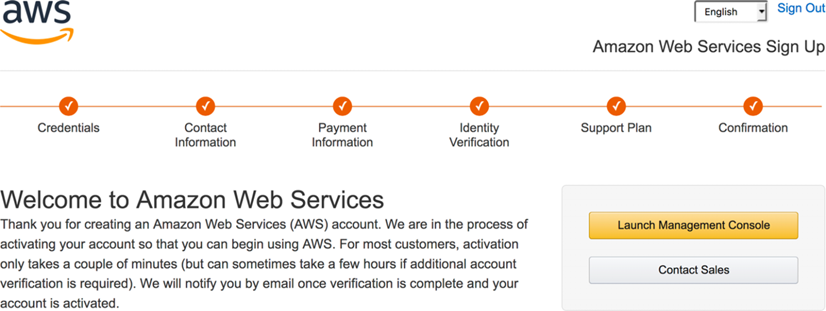 aws
English
Sign Out
Amazon Web Services Sign Up
Credentials
Contact
Information
Payment
Information
Identity
Verification
Support Plan
Confirmation
Welcome to Amazon Web Services
Thank you for creating an Amazon Web Services (AWS) account. We are in the process of
activating your account so that you can begin using AWS. For most customers, activation
only takes a couple of minutes (but can sometimes take a few hours if additional account
verification is required). We will notify you by email once verification is complete and your
account is activated.
Launch Management Console
Contact Sales